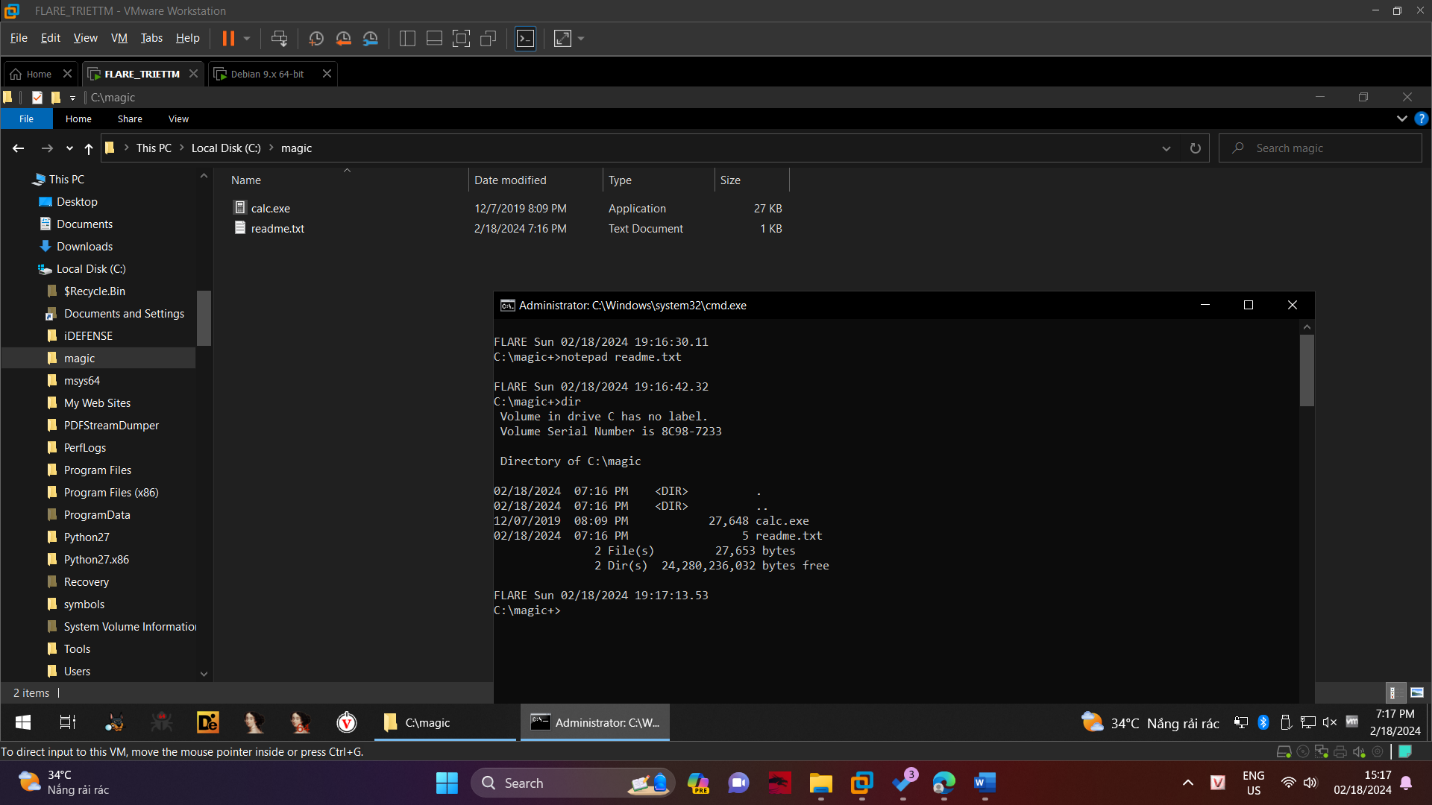 FLARE_TRIETTM - VMware Workstation
File Edit View VM Tabs Help
Home FLARE_TRIETTM Debian 9.x 64-bit
C:\magic
File Home Share View
This PC Local Disk (C:) magic Search magic
This PC
Desktop
Documents
Downloads
Local Disk (C:)
$Recycle.Bin
Documents and Settings
iDEFENSE
magic
msys64
My Web Sites
PDFStreamDumper
PerfLogs
Program Files
Program Files (x86)
ProgramData
Python27
Python27.x86
Recovery
symbols
System Volume Information
Tools
Users
Name Date modified Type Size
calc.exe 12/7/2019 8:09 PM Application 27 KB
readme.txt 2/18/2024 7:16 PM Text Document 1 KB
Administrator: C:\Windows\system32\cmd.exe
FLARE Sun 02/18/2024 19:16:30.11
C:\magic+>notepad readme.txt
FLARE Sun 02/18/2024 19:16:42.32
C:\magic+>dir
Volume in drive C has no label.
Volume Serial Number is 8C98-7233
Directory of C:\magic
02/18/2024 07:16 PM <DIR> .
02/18/2024 07:16 PM <DIR> ..
12/07/2019 08:09 PM 27,648 calc.exe
02/18/2024 07:16 PM 5 readme.txt
2 File(s) 27,653 bytes
2 Dir(s) 24,280,236,032 bytes free
FLARE Sun 02/18/2024 19:17:13.53
C:\magic+>
2 items
C:\magic Administrator: C:\W... 34°C Nắng rải rác 7:17 PM
2/18/2024
To direct input to this VM, move the mouse pointer inside or press Ctrl+G.
34°C
Nắng rải rác
Search
PRE
3
ENG
US
15:17
02/18/2024